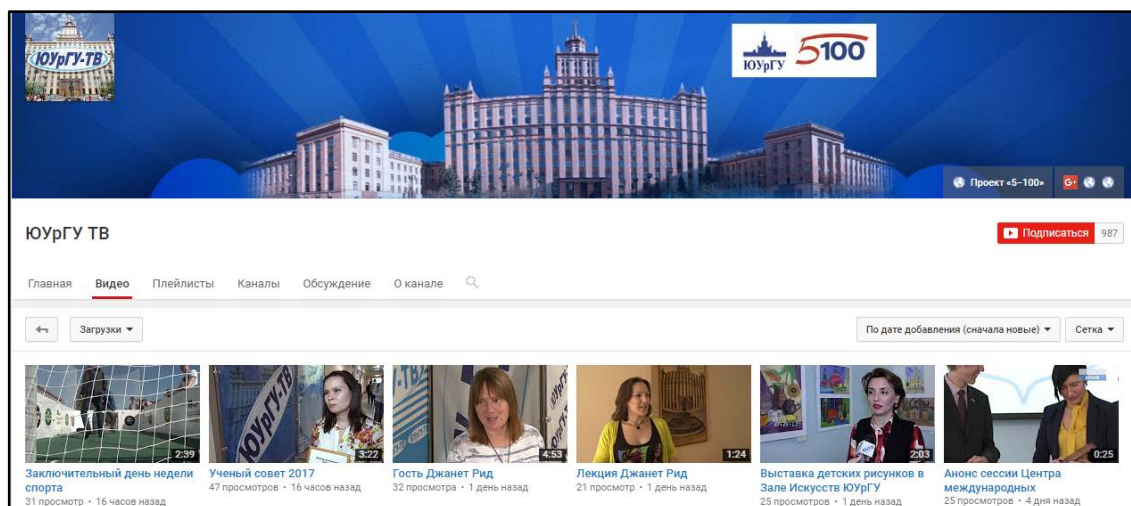 ЮУрГУ-ТВ
ЮУрГУ 5100
Проект «5-100» G+
ЮУрГУ ТВ
Подписаться 987
Главная Видео Плейлисты Каналы Обсуждение О канале
Загрузки По дате добавления (сначала новые) Сетка
2:39 3:22 4:53 1:24 2:03 0:25
Заключительный день недели спорта
31 просмотр • 16 часов назад
Ученый совет 2017
47 просмотров • 16 часов назад
Гость Джанет Рид
32 просмотра • 1 день назад
Лекция Джанет Рид
21 просмотр • 1 день назад
Выставка детских рисунков в
Зале Искусств ЮУрГУ
25 просмотров • 1 день назад
Анонс сессии Центра
международных
25 просмотров • 4 дня назад